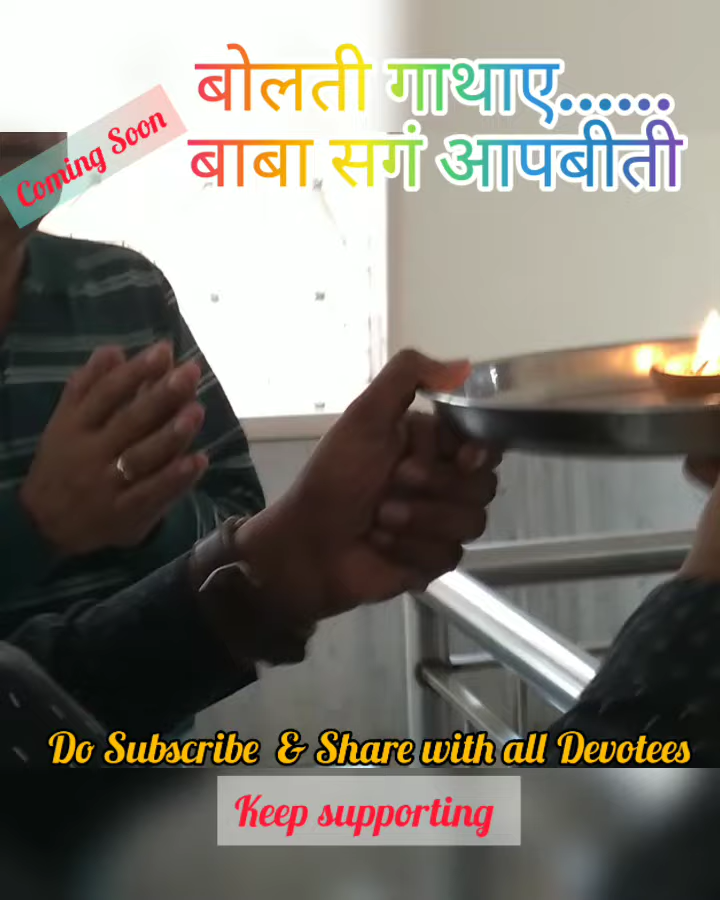 बोलती गाथाए......
Coming Soon
बाबा सगं आपबीती
Do Subscribe & Share with all Devotees
Keep supporting